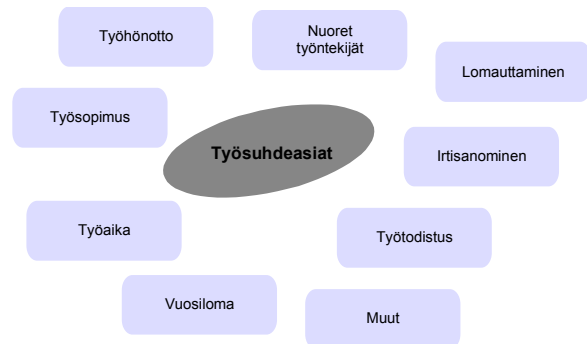 Työhönotto
Nuoret
työntekijät
Lomauttaminen
Työsopimus
Työsuhdeasiat
Irtisanominen
Työaika
Työtodistus
Vuosiloma
Muut